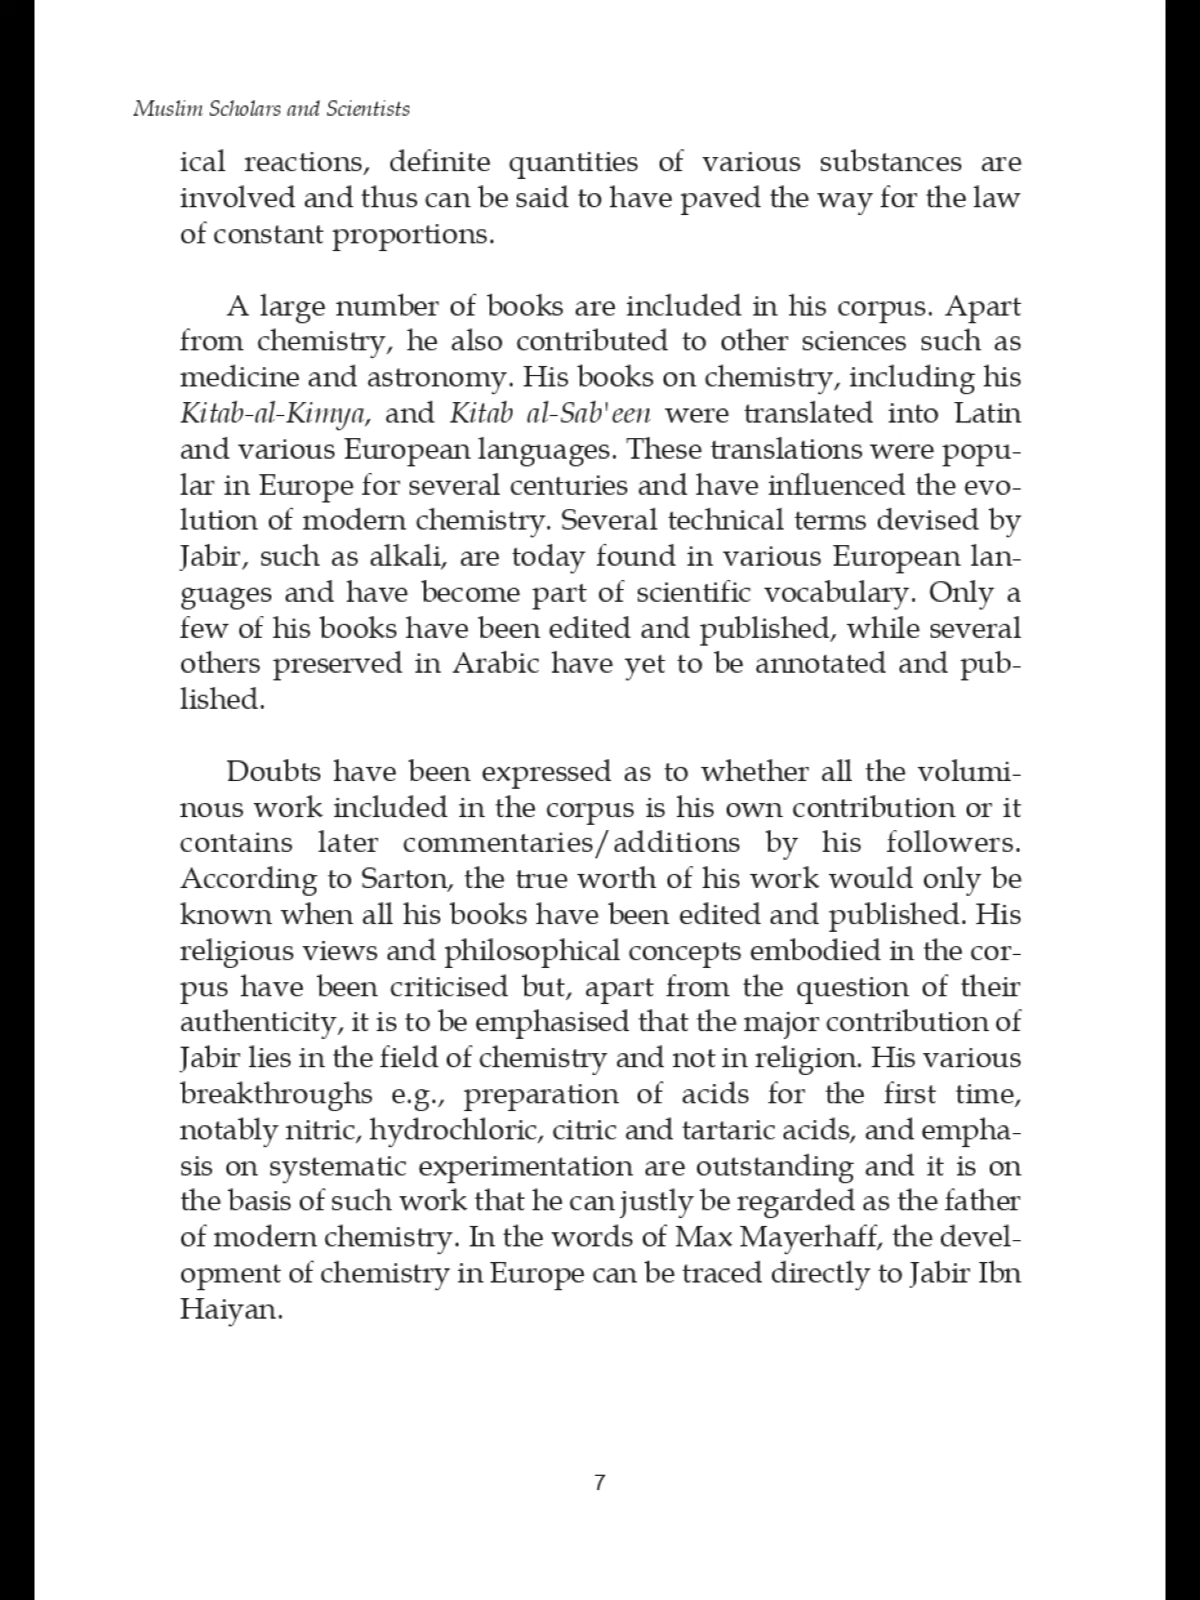 Muslim Scholars and Scientists
ical reactions, definite quantities of various substances are
involved and thus can be said to have paved the way for the law
of constant proportions.
A large number of books are included in his corpus. Apart
from chemistry, he also contributed to other sciences such as
medicine and astronomy. His books on chemistry, including his
Kitab-al-Kimya, and Kitab al-Sab'een were translated into Latin
and various European languages. These translations were popu-
lar in Europe for several centuries and have influenced the evo-
lution of modern chemistry. Several technical terms devised by
Jabir, such as alkali, are today found in various European lan-
guages and have become part of scientific vocabulary. Only a
few of his books have been edited and published, while several
others preserved in Arabic have yet to be annotated and pub-
lished.
Doubts have been expressed as to whether all the volumi-
nous work included in the corpus is his own contribution or it
contains later commentaries/additions by his followers.
According to Sarton, the true worth of his work would only be
known when all his books have been edited and published. His
religious views and philosophical concepts embodied in the cor-
pus have been criticised but, apart from the question of their
authenticity, it is to be emphasised that the major contribution of
Jabir lies in the field of chemistry and not in religion. His various
breakthroughs e.g., preparation of acids for the first time,
notably nitric, hydrochloric, citric and tartaric acids, and empha-
sis on systematic experimentation are outstanding and it is on
the basis of such work that he can justly be regarded as the father
of modern chemistry. In the words of Max Mayerhaff, the devel-
opment of chemistry in Europe can be traced directly to Jabir Ibn
Haiyan.
7